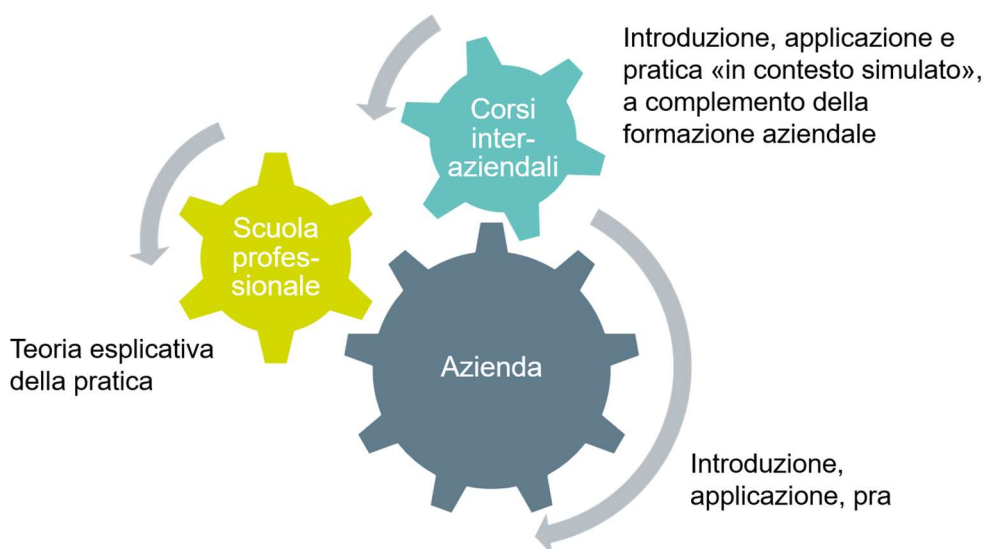 Introduzione, applicazione e
pratica «in contesto simulato»,
a complemento della
formazione aziendale
Corsi
inter-
aziendali
Scuola
profes-
sionale
Teoria esplicativa
della pratica
Azienda
Introduzione,
applicazione, pra